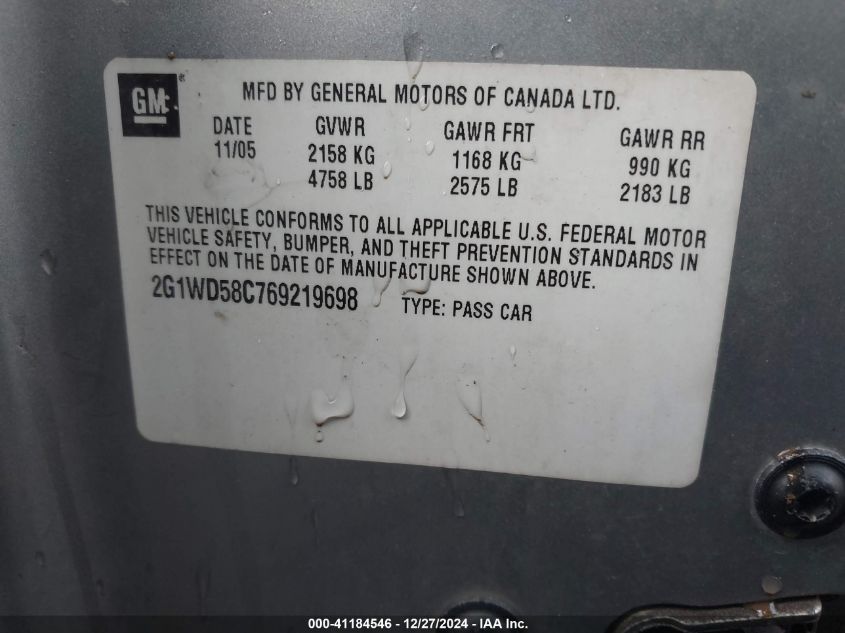 GM
MFD BY GENERAL MOTORS OF CANADA LTD.
DATE GVWR GAWR FRT GAWR RR
11/05 2158 KG 1168 KG 990 KG
4758 LB 2575 LB 2183 LB
THIS VEHICLE CONFORMS TO ALL APPLICABLE U.S. FEDERAL MOTOR
VEHICLE SAFETY, BUMPER, AND THEFT PREVENTION STANDARDS IN
EFFECT ON THE DATE OF MANUFACTURE SHOWN ABOVE.
2G1WD58C769219698 TYPE: PASS CAR
000-41184546 - 12/27/2024 - IAA Inc.